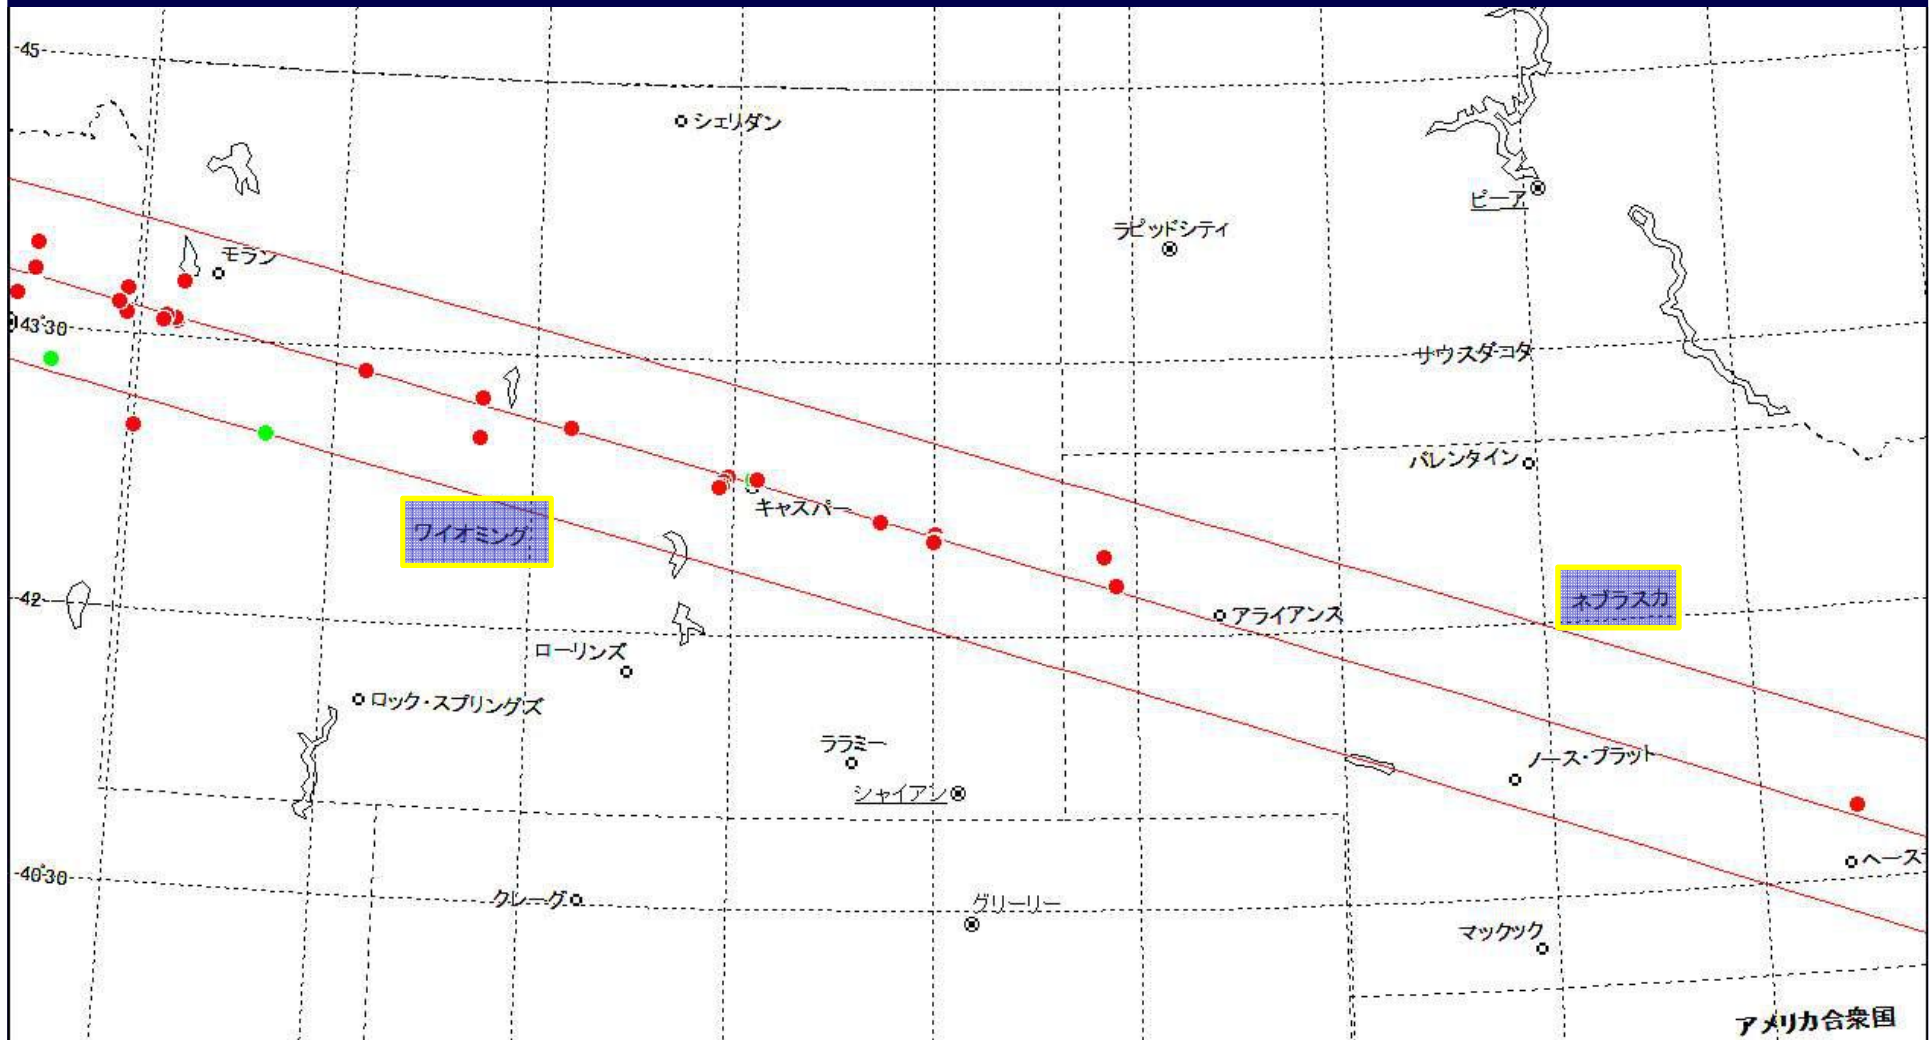 45
シェリダン
ピーア
ラピッドシティ
モラン
43°30
サウスダコタ
バレンタイン
キャスパー
ワイオミング
42
ネブラスカ
アライアンス
ローリンズ
ロック・スプリングズ
ララミー
ノース・プラット
シャイアン
ヘース
40°30
クレーグ
グリーリー
マックック
アメリカ合衆国